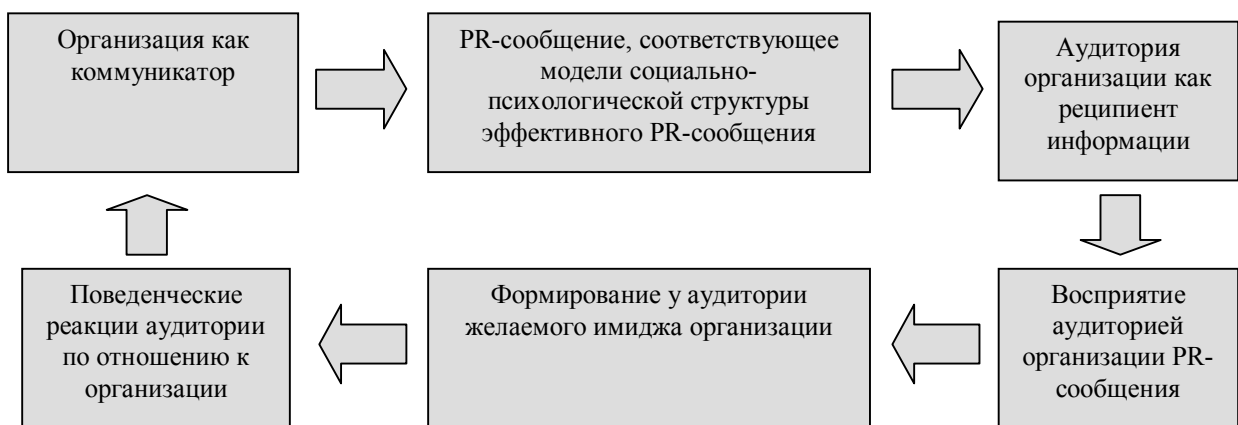 Организация как
коммуникатор
PR-сообщение, соответствующее
модели социально-
психологической структуры
эффективного PR-сообщения
Аудитория
организации как
реципиент
информации
Восприятие
аудиторией
организации PR-
сообщения
Формирование у аудитории
желаемого имиджа организации
Поведенческие
реакции аудитории
по отношению к
организации